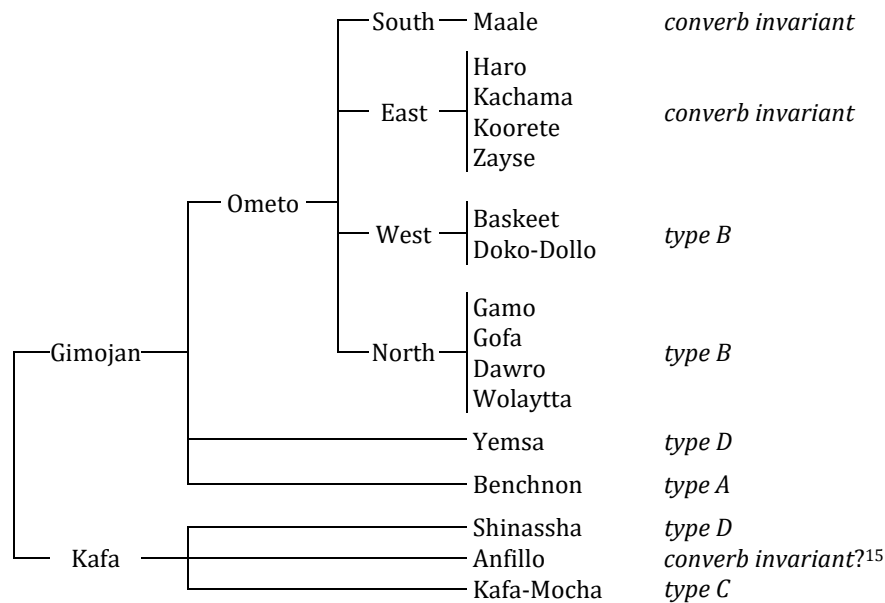 South Maale converb invariant
Haro
Kachama
East converb invariant
Koorete
Zayse
Ometo
Baskeet
West type B
Doko-Dollo
Gamo
Gofa
Gimojan North type B
Dawro
Wolaytta
Yemsa type D
Benchnon type A
Shinassha type D
Kafa Anfillo converb invariant?15
Kafa-Mocha type C